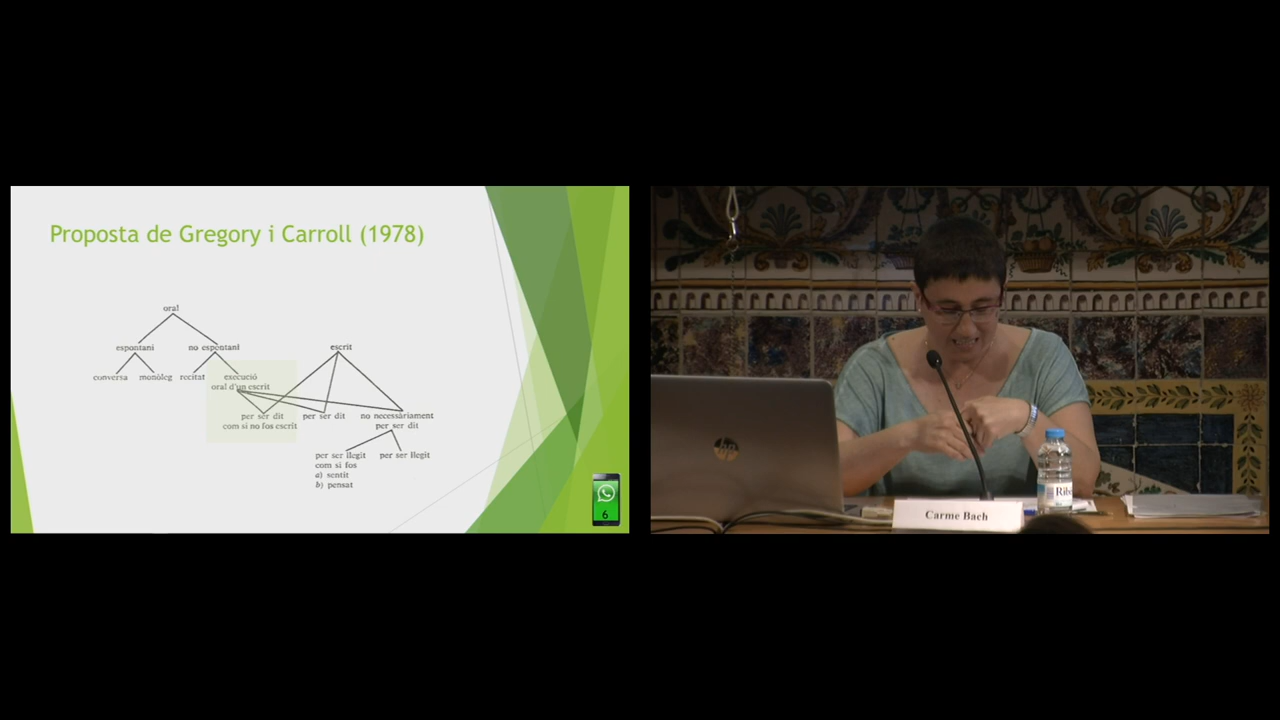 Proposta de Gregory i Carroll (1978)
oral
espontani
no espontani
escrit
conversa
monòleg
recitat
execució
oral d'un escrit
per ser dit
com si no fos escrit
per ser dit
no necessàriament
per ser dit
per ser llegit
com si fos
a) sentit
b) pensat
per ser llegit
6
hp
Carme Bach